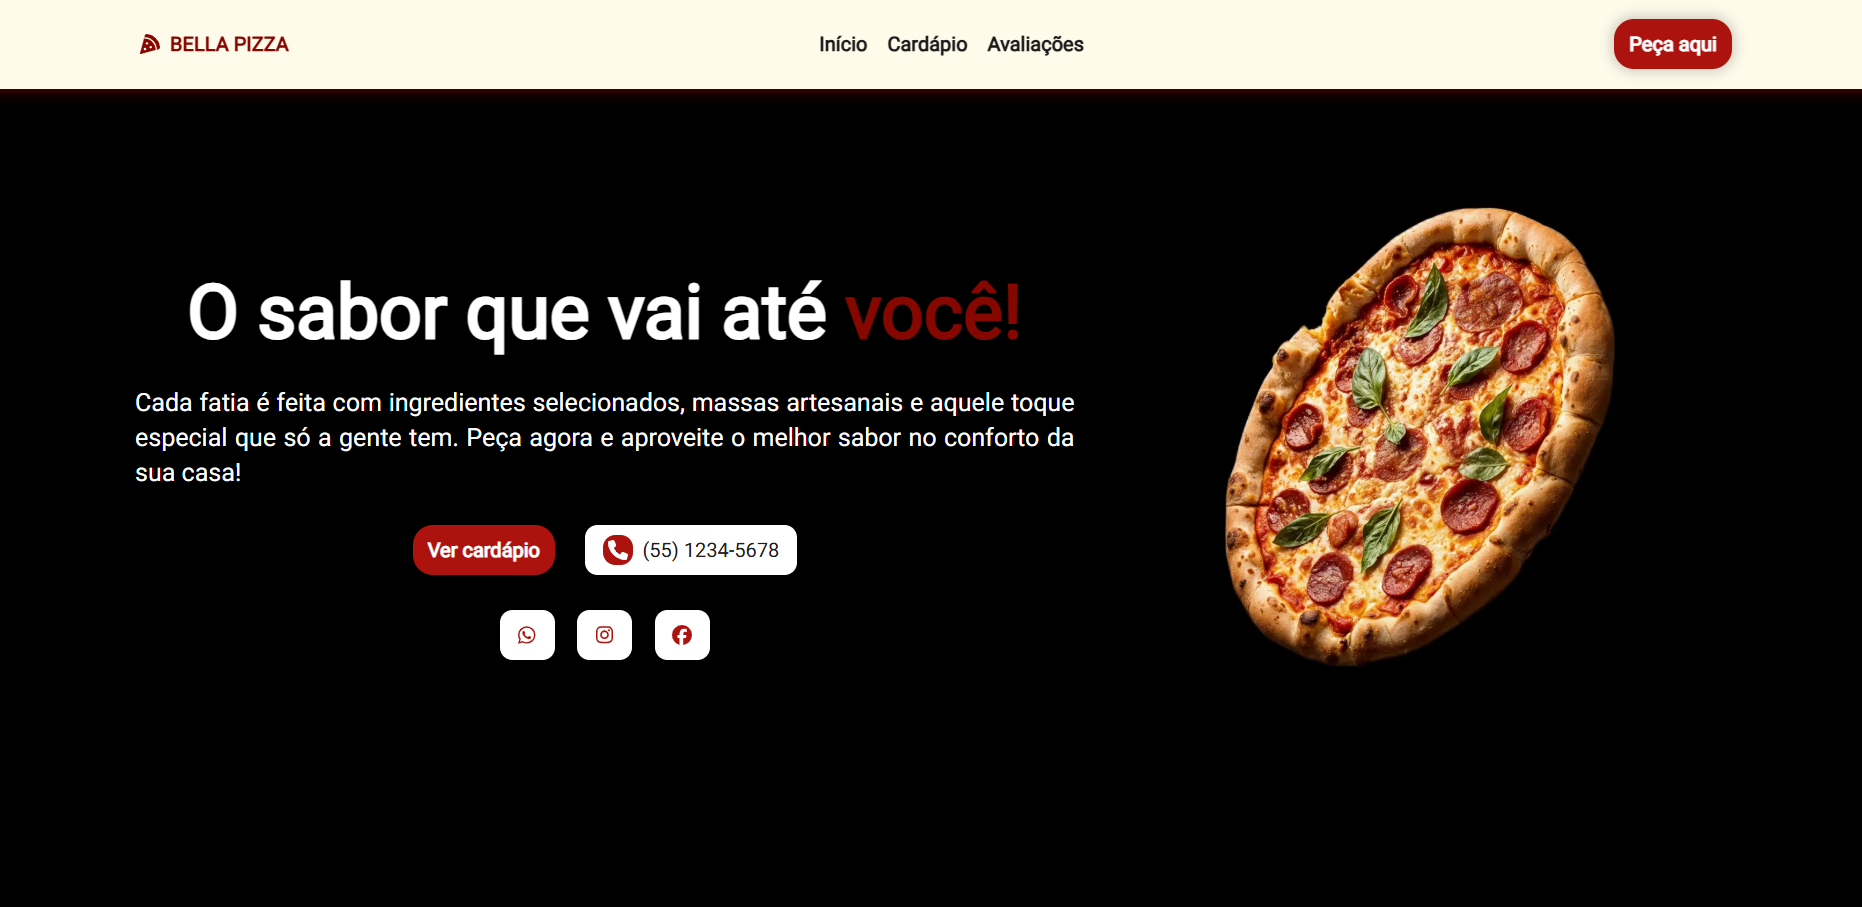 BELLA PIZZA
Início Cardápio Avaliações
Peça aqui
O sabor que vai até você!
Cada fatia é feita com ingredientes selecionados, massas artesanais e aquele toque
especial que só a gente tem. Peça agora e aproveite o melhor sabor no conforto da
sua casa!
Ver cardápio
(55) 1234-5678